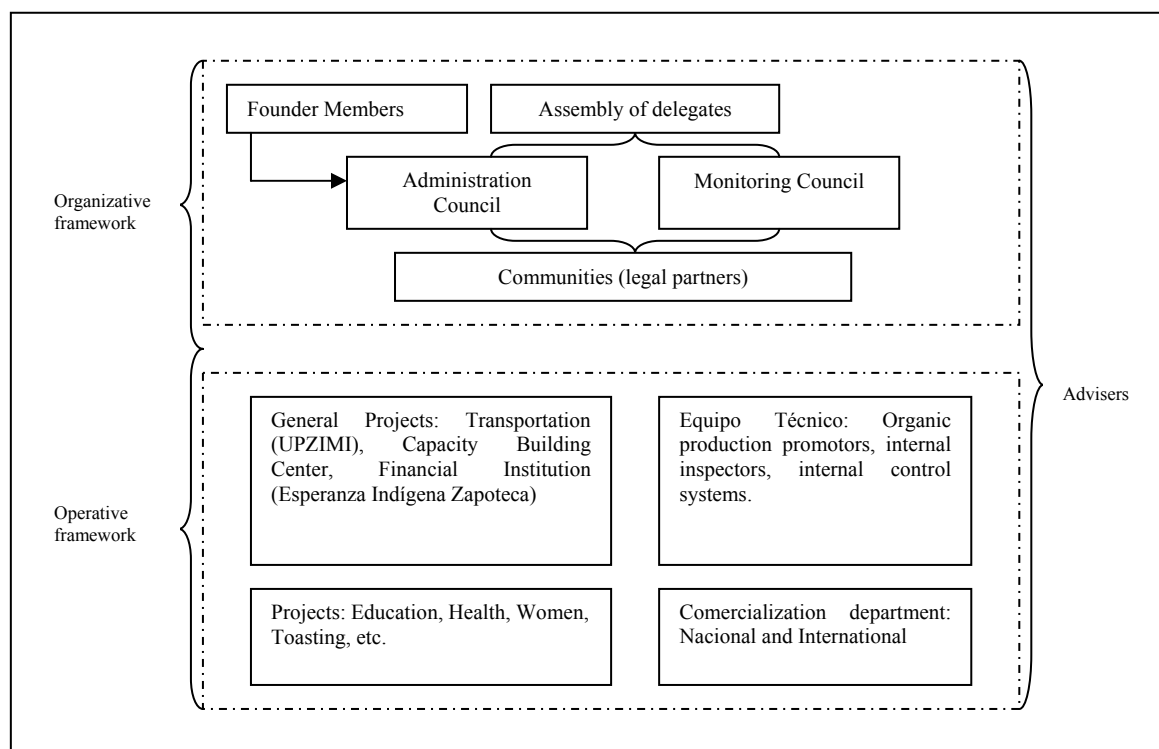 Founder Members
Assembly of delegates
Administration
Council
Monitoring Council
Organizative
framework
Communities (legal partners)
Advisers
General Projects: Transportation
(UPZIMI), Capacity Building
Center, Financial Institution
(Esperanza Indígena Zapoteca)
Equipo Técnico: Organic
production promotors, internal
inspectors, internal control
systems.
Operative
framework
Projects: Education, Health, Women,
Toasting, etc.
Comercialization department:
Nacional and International